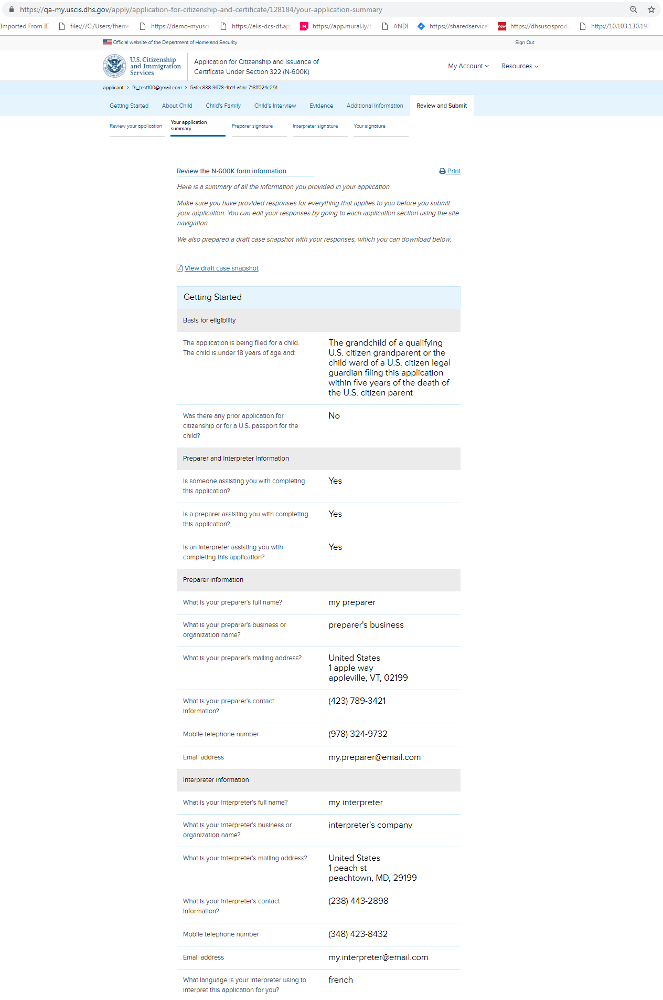 https://qa-my.uscis.dhs.gov/apply/application-for-citizenship-and-certificate/128184/your-application-summary
Imported From IE file:///C:/Users/fherre https://demo-myusci https://elis-dcs-dt.ap https://app.mural.ly/t ANDI https://sharedservice https://dhsuscisprod. http://10.103.130.192
Official website of the Department of Homeland Security Sign Out
U.S. Citizenship
and Immigration
Services
Application for Citizenship and Issuance of
Certificate Under Section 322 (N-600K)
My Account Resources
applicant > fh_test100@gmail.com > 5afcc888-3678-4b14-a1dc-718ff024c291
Getting Started About Child Child's Family Child's Interview Evidence Additional Information Review and Submit
Review your application Your application summary Preparer signature Interpreter signature Your signature
Review the N-600K form information Print
Here is a summary of all the information you provided in your application.
Make sure you have provided responses for everything that applies to you before you submit
your application. You can edit your responses by going to each application section using the site
navigation.
We also prepared a draft case snapshot with your responses, which you can download below.
View draft case snapshot
Getting Started
Basis for eligibility
The application is being filed for a child.
The child is under 18 years of age and:
The grandchild of a qualifying
U.S. citizen grandparent or the
child ward of a U.S. citizen legal
guardian filing this application
within five years of the death of
the U.S. citizen parent
Was there any prior application for
citizenship or for a U.S. passport for the
child?
No
Preparer and interpreter information
Is someone assisting you with completing
this application?
Yes
Is a preparer assisting you with completing
this application?
Yes
Is an interpreter assisting you with
completing this application?
Yes
Preparer information
What is your preparer's full name?
my preparer
What is your preparer's business or
organization name?
preparer's business
What is your preparer's mailing address?
United States
1 apple way
appleville, VT, 02199
What is your preparer's contact
information?
(423) 789-3421
Mobile telephone number
(978) 324-9732
Email address
my.preparer@email.com
Interpreter information
What is your interpreter's full name?
my interpreter
What is your interpreter's business or
organization name?
interpreter's company
What is your interpreter's mailing address?
United States
1 peach st
peachtown, MD, 29199
What is your interpreter's contact
information?
(238) 443-2898
Mobile telephone number
(348) 423-8432
Email address
my.interpreter@email.com
What language is your interpreter using to
interpret this application for you?
french